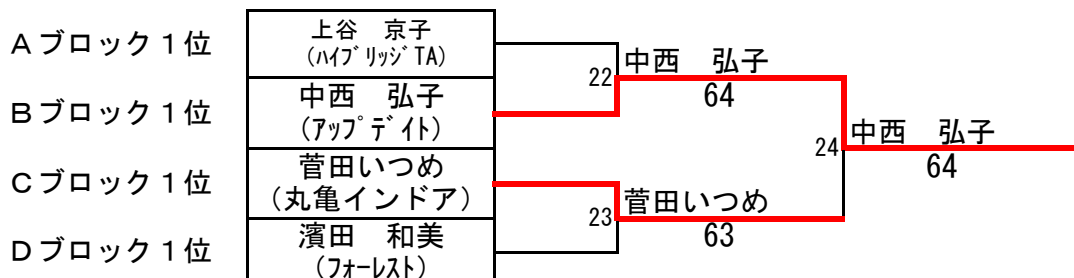 Aブロック1位
上谷 京子
(ﾊｲﾌﾞﾘｯｼﾞTA)
Bブロック1位
中西 弘子
(ｱｯﾌﾟﾃﾞｲﾄ)
Cブロック1位
菅田いつめ
(丸亀インドア)
Dブロック1位
濱田 和美
(ﾌｫｰﾚｽﾄ)
22
中西 弘子
64
23
菅田いつめ
63
24
中西 弘子
64